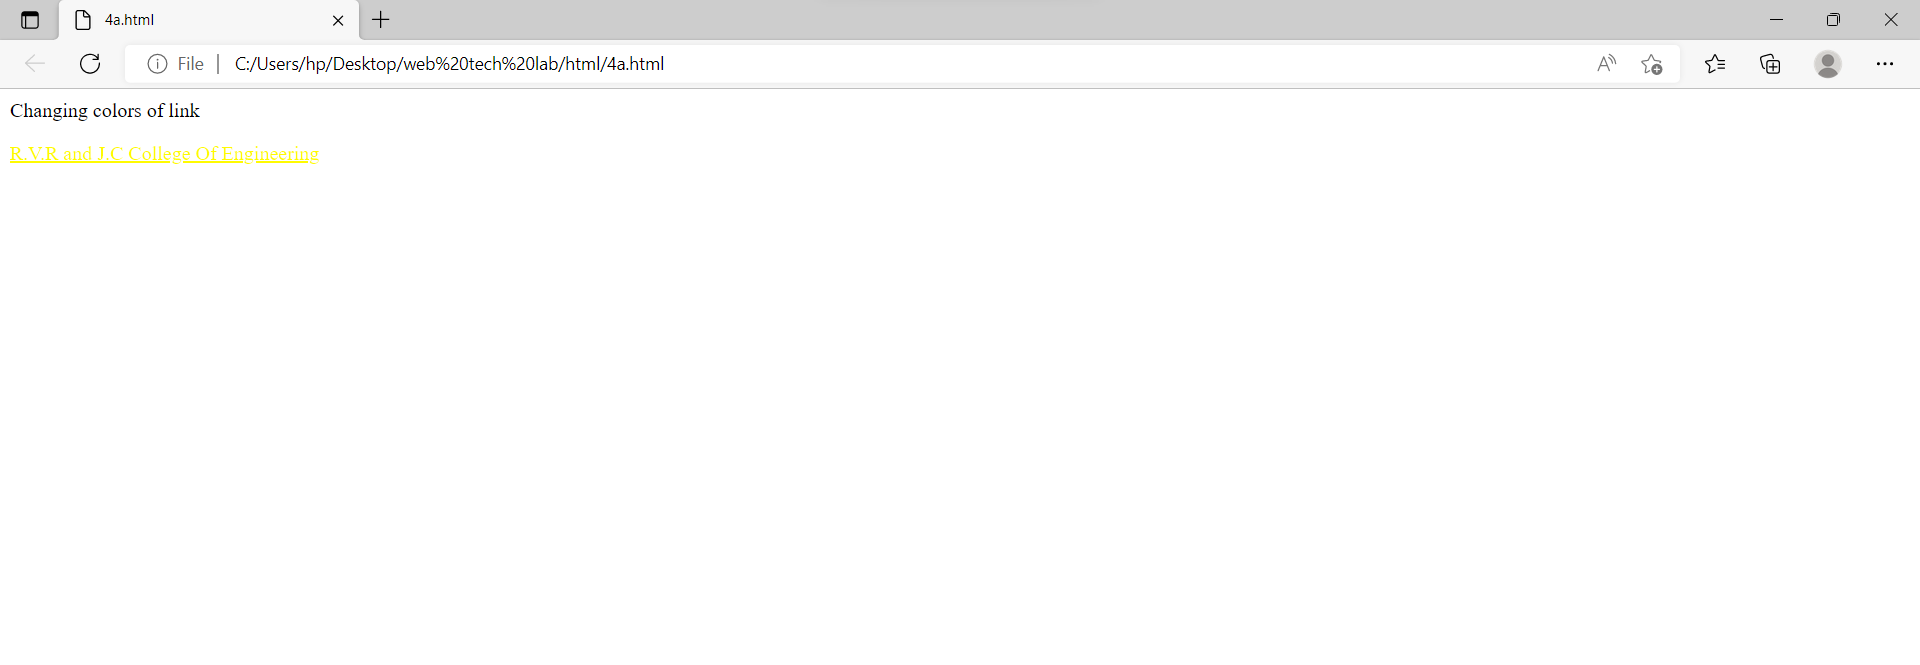 4a.html
File | C:/Users/hp/Desktop/web%20tech%20lab/html/4a.html
Changing colors of link
R.V.R and J.C College Of Engineering